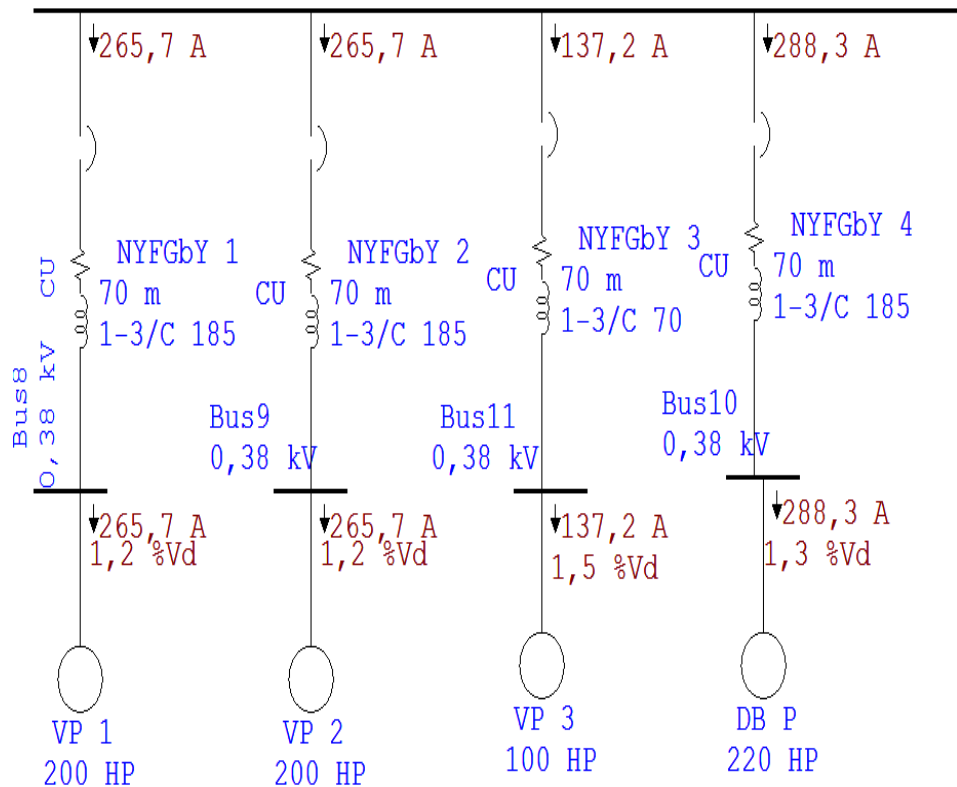 265,7 A
265,7 A
137,2 A
288,3 A
NYFGbY 1
CU
70 m
1-3/C 185
Bus8
0,38 kV
NYFGbY 2
CU
70 m
1-3/C 185
Bus9
0,38 kV
NYFGbY 3
CU
70 m
1-3/C 70
Bus11
0,38 kV
NYFGbY 4
CU
70 m
1-3/C 185
Bus10
0,38 kV
265,7 A
1,2 %Vd
265,7 A
1,2 %Vd
137,2 A
1,5 %Vd
288,3 A
1,3 %Vd
VP 1
200 HP
VP 2
200 HP
VP 3
100 HP
DB P
220 HP